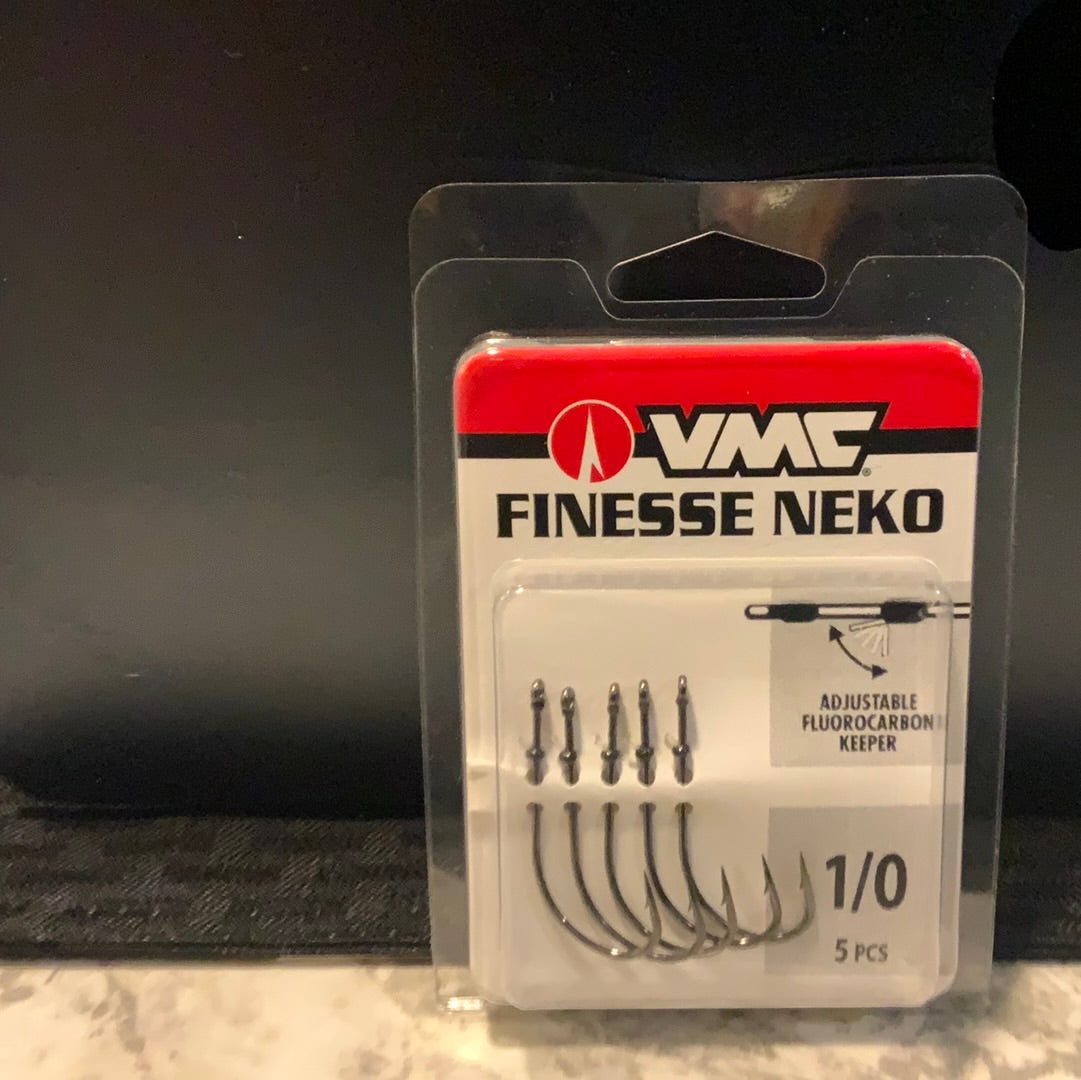 VMC®
FINESSE NEKO
ADJUSTABLE
FLUOROCARBON
KEEPER
1/0
5 PCS